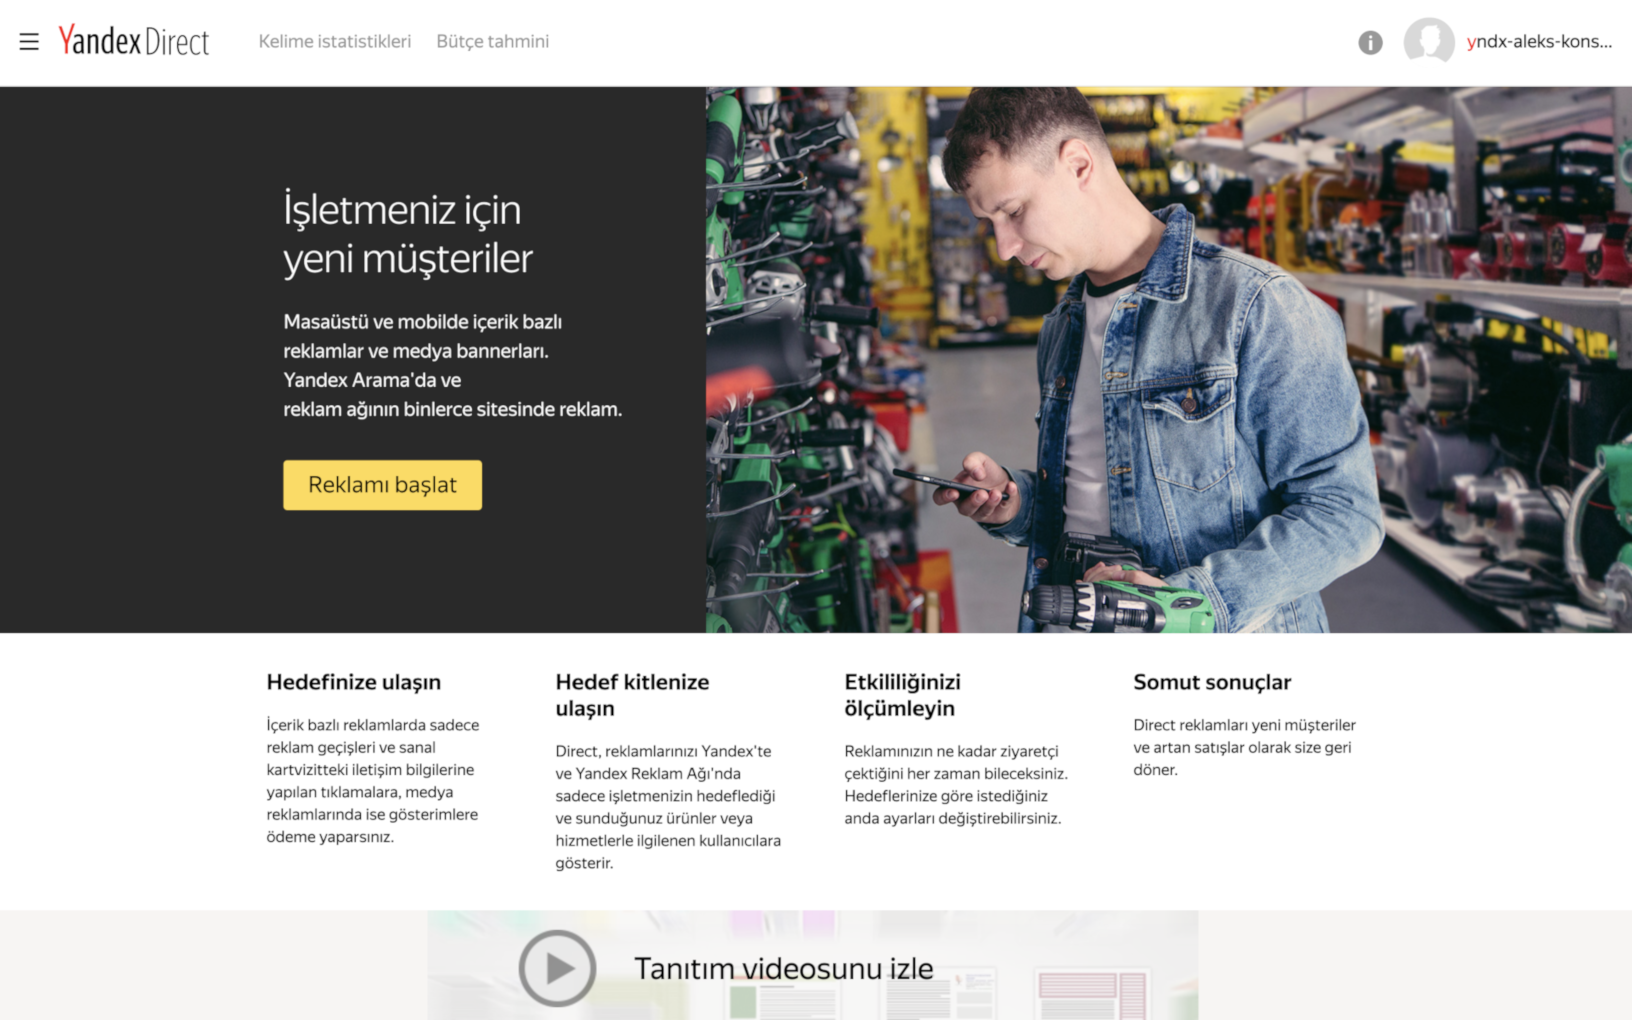 Yandex Direct
Kelime istatistikleri
Bütçe tahmini
yndx-aleks-kons...
İşletmeniz için
yeni müşteriler
Masaüstü ve mobilde içerik bazlı
reklamlar ve medya bannerları.
Yandex Arama'da ve
reklam ağının binlerce sitesinde reklam.
Reklamı başlat
Hedefinize ulaşın
İçerik bazlı reklamlarda sadece
reklam geçişleri ve sanal
kartvizitteki iletişim bilgilerine
yapılan tıklamalara, medya
reklamlarında ise gösterimlere
ödeme yaparsınız.
Hedef kitlenize
ulaşın
Direct, reklamlarınızı Yandex'te
ve Yandex Reklam Ağı'nda
sadece işletmenizin hedeflediği
ve sunduğunuz ürünler veya
hizmetlerle ilgilenen kullanıcılara
gösterir.
Etkililiğinizi
ölçümleyin
Reklamınızın ne kadar ziyaretçi
çektiğini her zaman bileceksiniz.
Hedeflerinize göre istediğiniz
anda ayarları değiştirebilirsiniz.
Somut sonuçlar
Direct reklamları yeni müşteriler
ve artan satışlar olarak size geri
döner.
Tanıtım videosunu izle